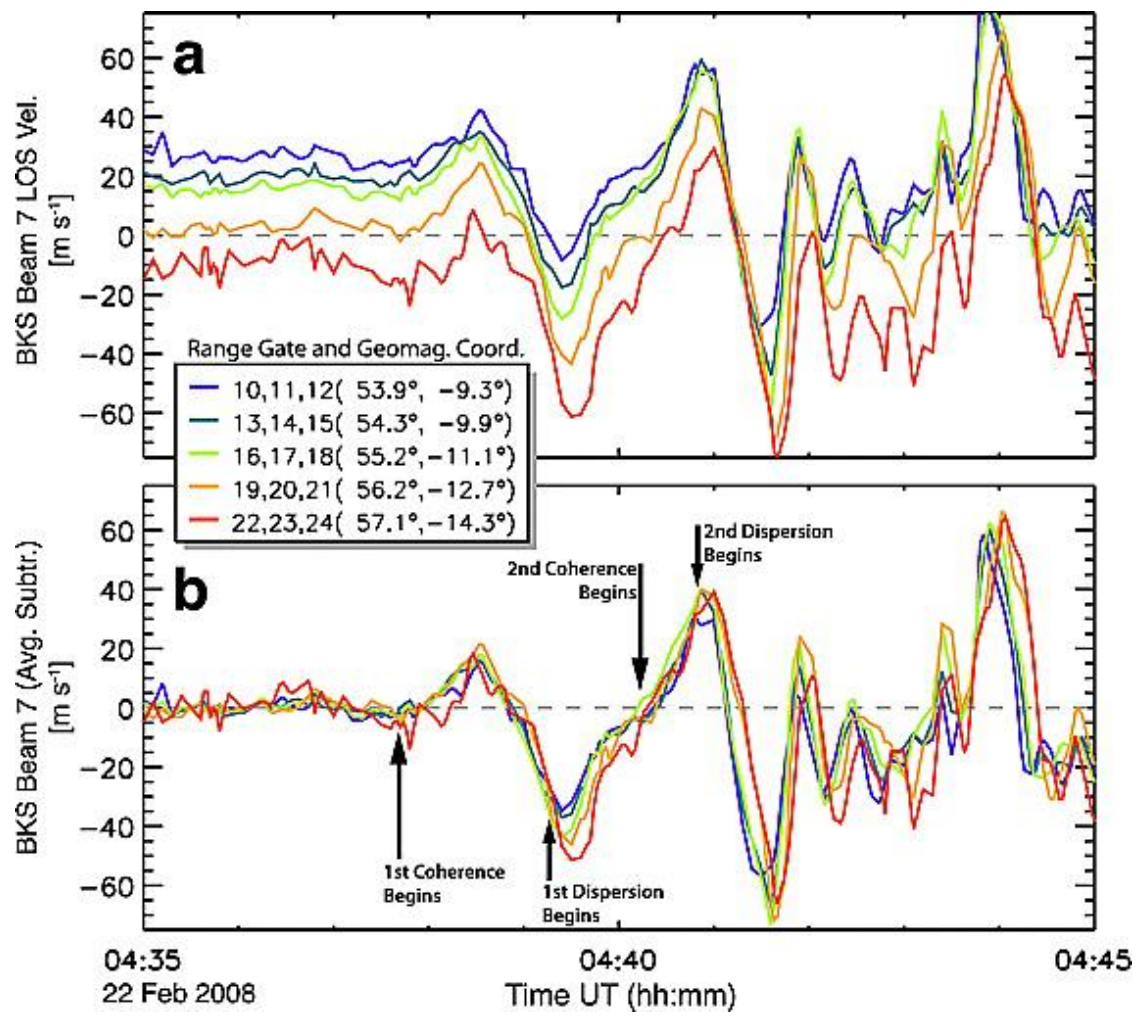 a
60
40
20
0
−20
−40
−60
BKS Beam 7 LOS Vel.
[m s⁻¹]
Range Gate and Geomag. Coord.
10,11,12( 53.9°, −9.3°)
13,14,15( 54.3°, −9.9°)
16,17,18( 55.2°,−11.1°)
19,20,21( 56.2°,−12.7°)
22,23,24( 57.1°,−14.3°)
b
60
40
20
0
−20
−40
−60
BKS Beam 7 (Avg. Subtr.)
[m s⁻¹]
2nd Dispersion
Begins
2nd Coherence
Begins
1st Coherence
Begins
1st Dispersion
Begins
04:35
04:40
04:45
22 Feb 2008
Time UT (hh:mm)